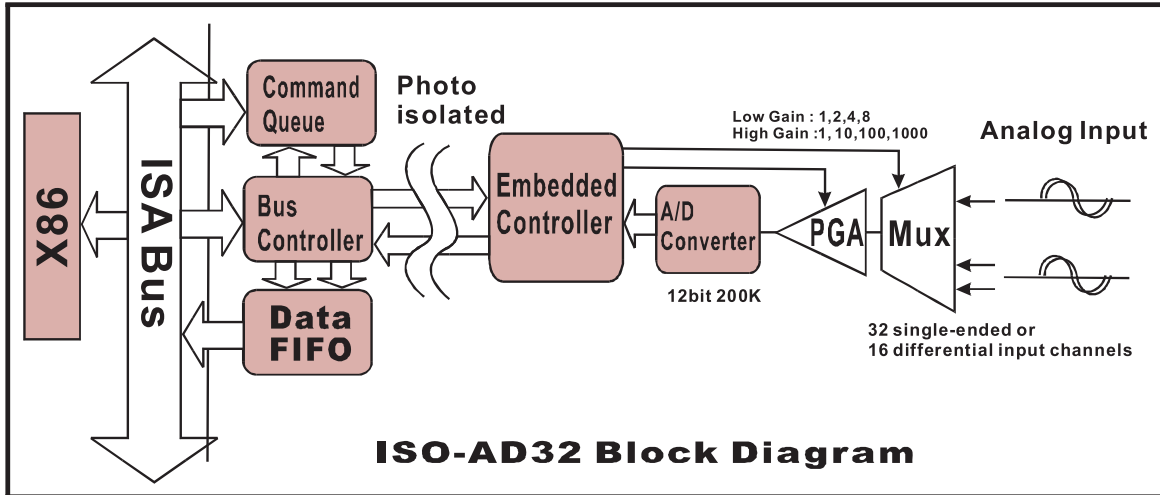 X86
ISA Bus
Command
Queue
Photo
isolated
Bus
Controller
Data
FIFO
Embedded
Controller
A/D
Converter
12bit 200K
PGA
Mux
Low Gain : 1,2,4,8
High Gain :1, 10,100,1000
Analog Input
32 single-ended or
16 differential input channels
ISO-AD32 Block Diagram